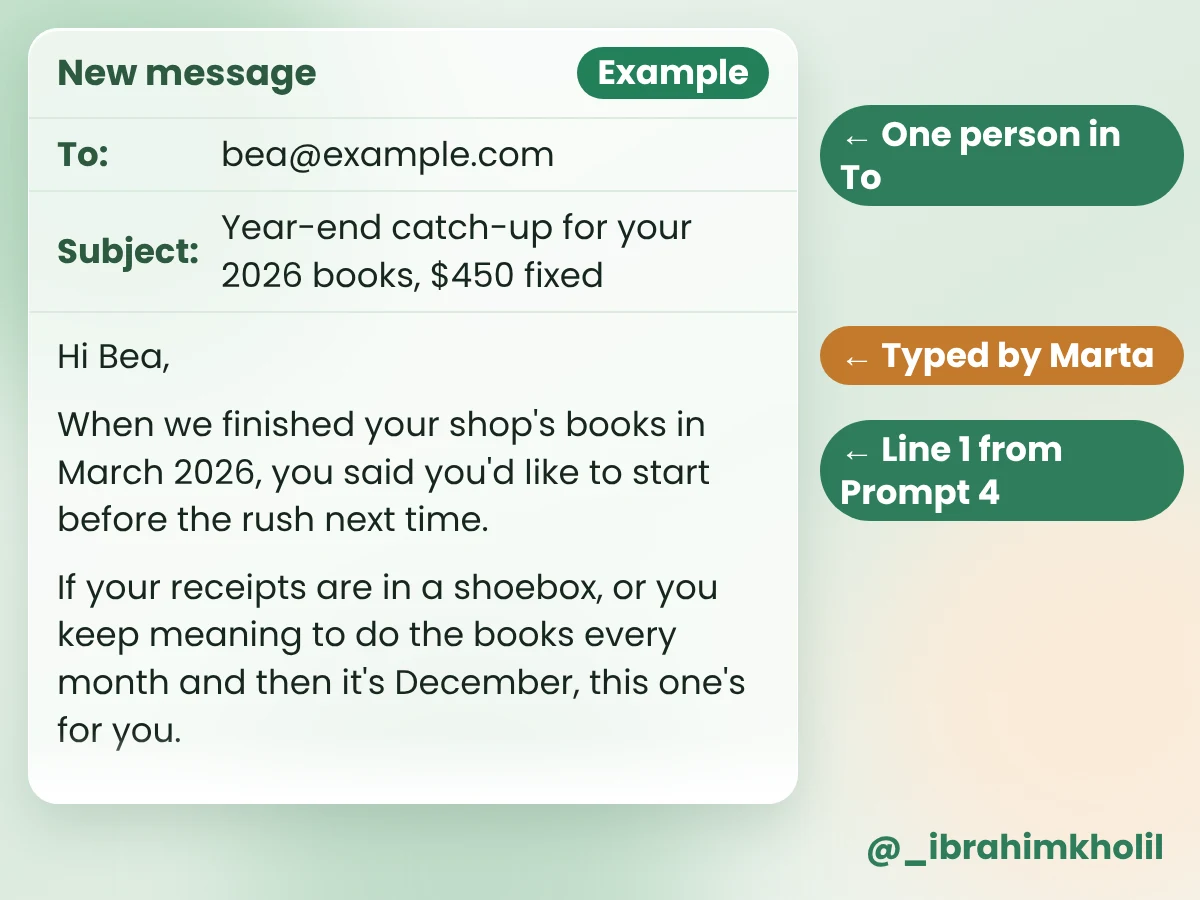 New message
Example
To:
bea@example.com
← One person in
To
Subject:
Year-end catch-up for your
2026 books, $450 fixed
Hi Bea,
← Typed by Marta
When we finished your shop's books in
March 2026, you said you'd like to start
before the rush next time.
← Line 1 from
Prompt 4
If your receipts are in a shoebox, or you
keep meaning to do the books every
month and then it's December, this one's
for you.
@_ibrahimkholil